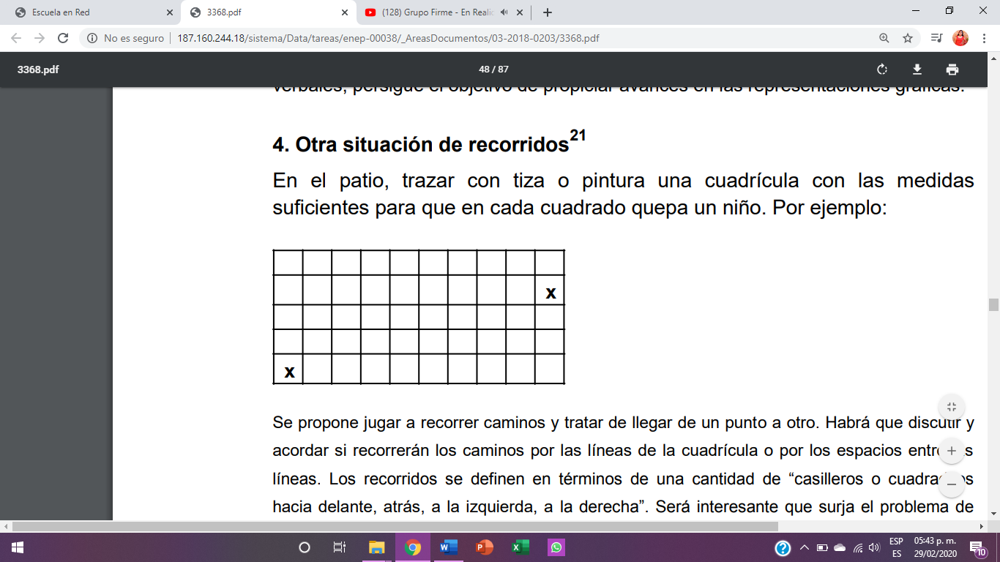 Escuela en Red
3368.pdf
(128) Grupo Firme - En Realid
No es seguro
187.160.244.18/sistema/Data/tareas/enep-00038/_AreasDocumentos/03-2018-0203/3368.pdf
3368.pdf
48 / 87
verbales, persigue el objetivo de propiciar avances en las representaciones gráficas.
4. Otra situación de recorridos21
En el patio, trazar con tiza o pintura una cuadrícula con las medidas
suficientes para que en cada cuadrado quepa un niño. Por ejemplo:
x
x
Se propone jugar a recorrer caminos y tratar de llegar de un punto a otro. Habrá que discutir y
acordar si recorrerán los caminos por las líneas de la cuadrícula o por los espacios entre las
líneas. Los recorridos se definen en términos de una cantidad de “casilleros o cuadraditos
hacia delante, atrás, a la izquierda, a la derecha”. Será interesante que surja el problema de
ESP
ES
05:43 p. m.
29/02/2020
10